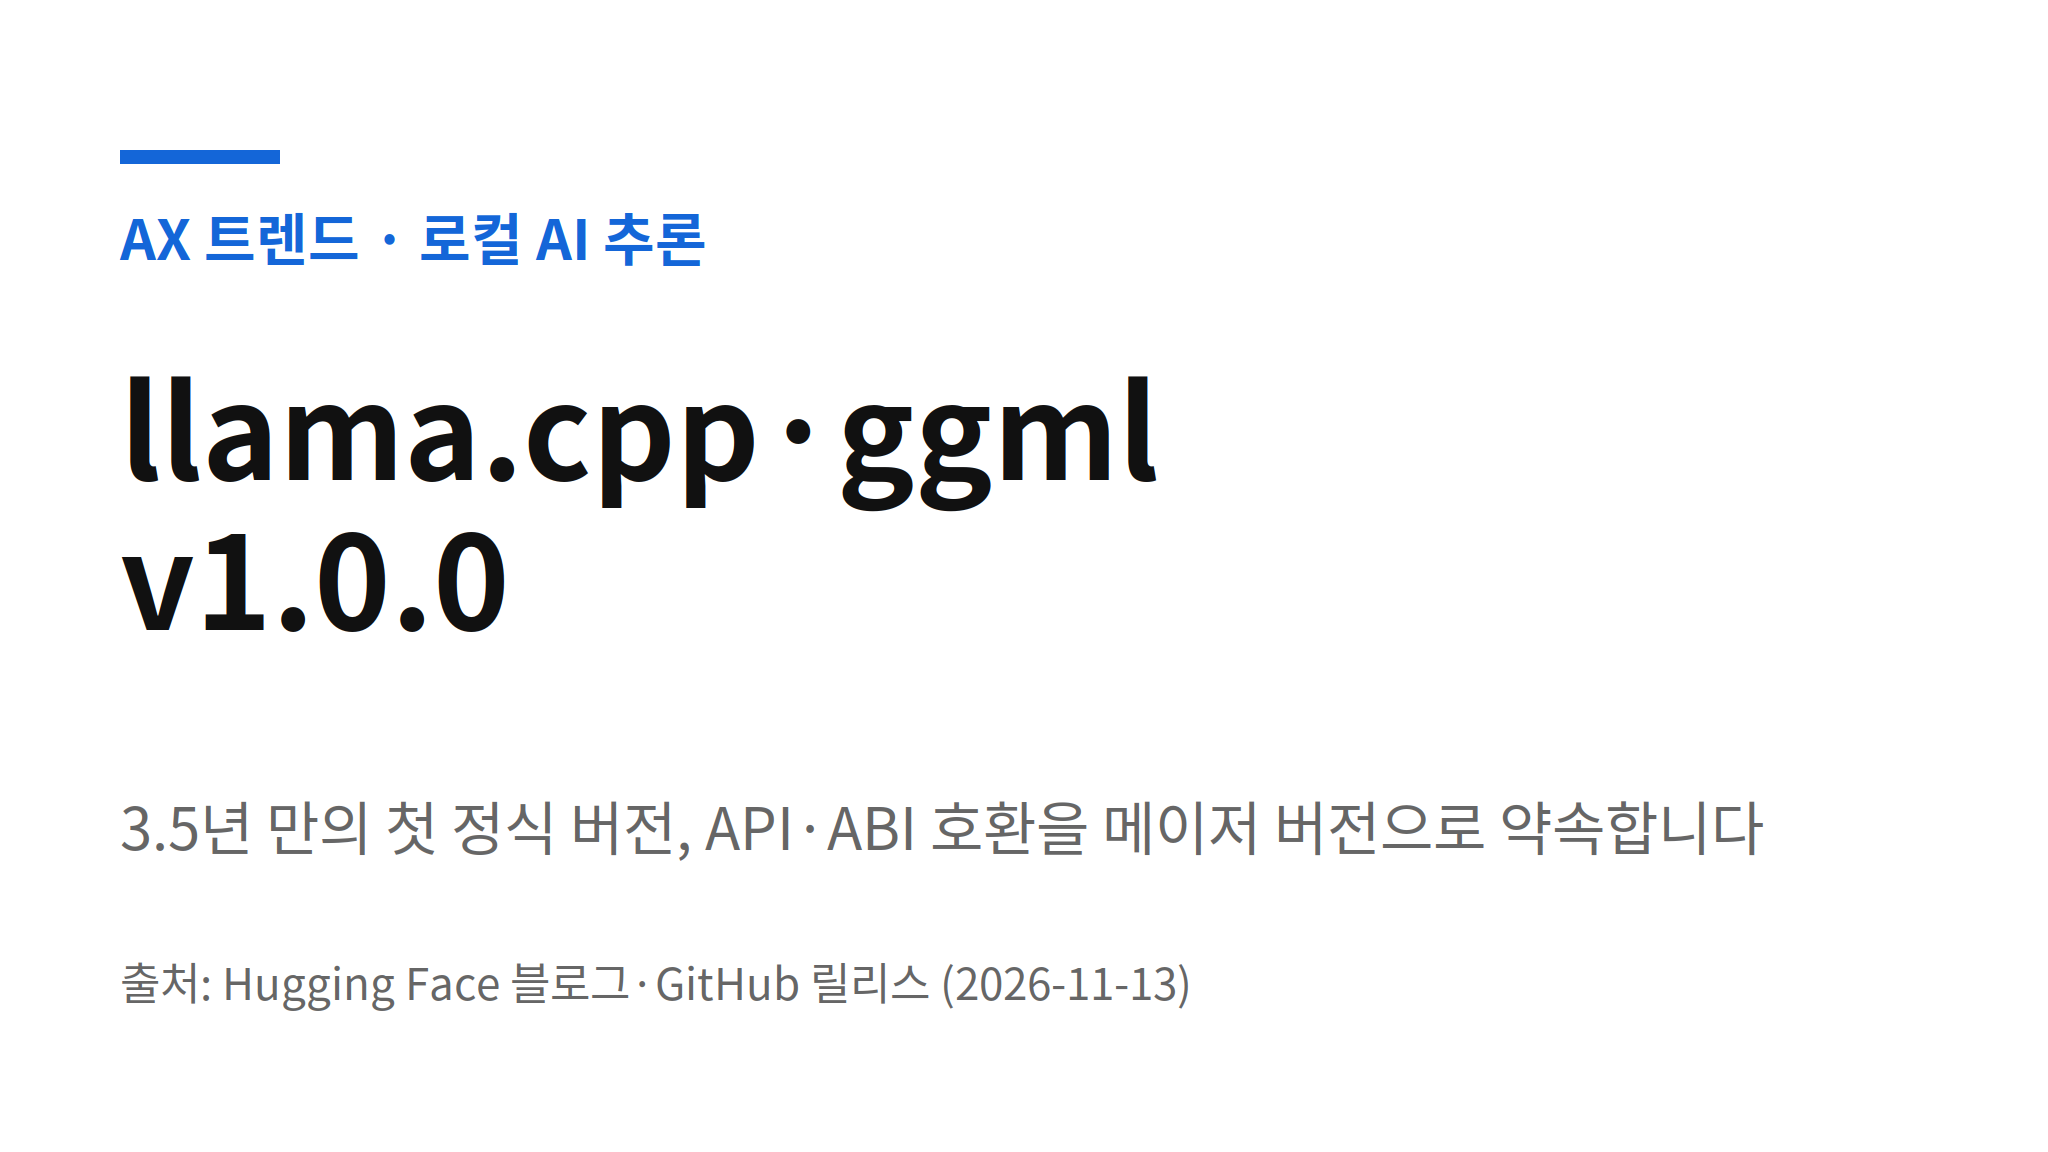 AX 트렌드 · 로컬 AI 추론
llama.cpp·ggml
v1.0.0
3.5년 만의 첫 정식 버전, API·ABI 호환을 메이저 버전으로 약속합니다
출처: Hugging Face 블로그·GitHub 릴리스 (2026-11-13)